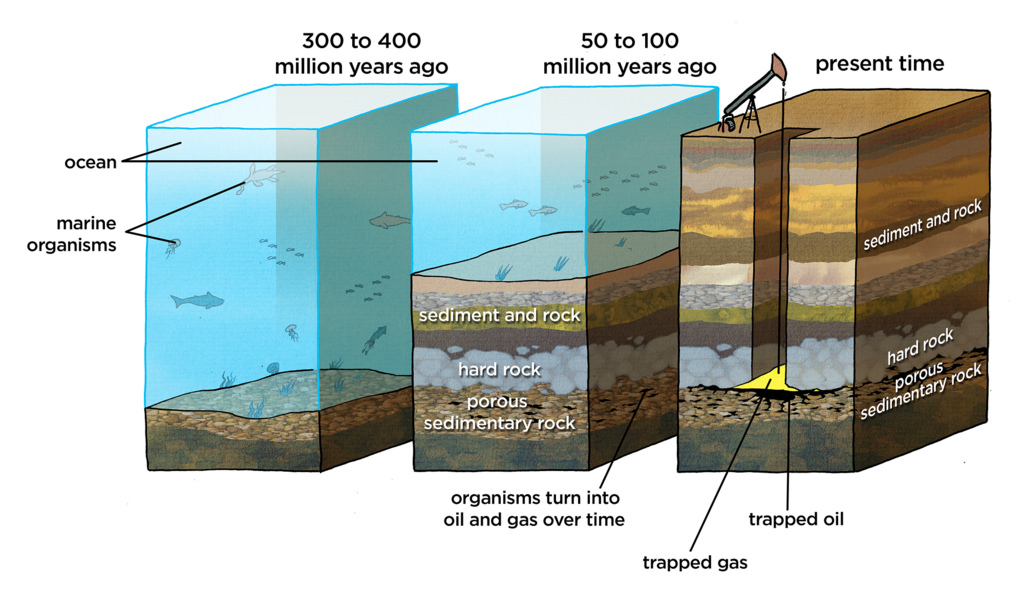 300 to 400
million years ago
50 to 100
million years ago
present time
ocean
marine
organisms
sediment and rock
hard rock
porous
sedimentary rock
sediment and rock
hard rock
porous
sedimentary rock
organisms turn into
oil and gas over time
trapped oil
trapped gas